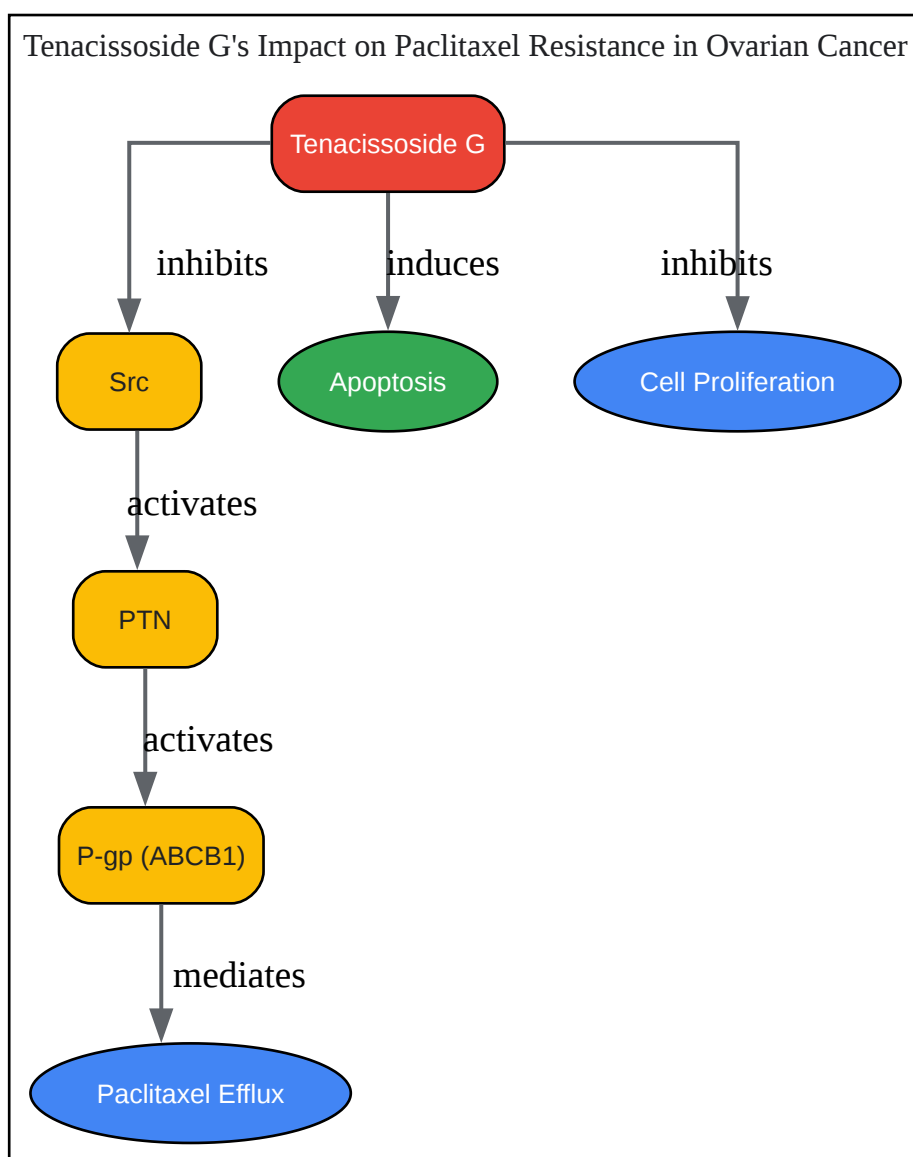 Tenacissoside G's Impact on Paclitaxel Resistance in Ovarian Cancer
Tenacissoside G
inhibits
induces
inhibits
Src
Apoptosis
Cell Proliferation
activates
PTN
activates
P-gp (ABCB1)
mediates
Paclitaxel Efflux